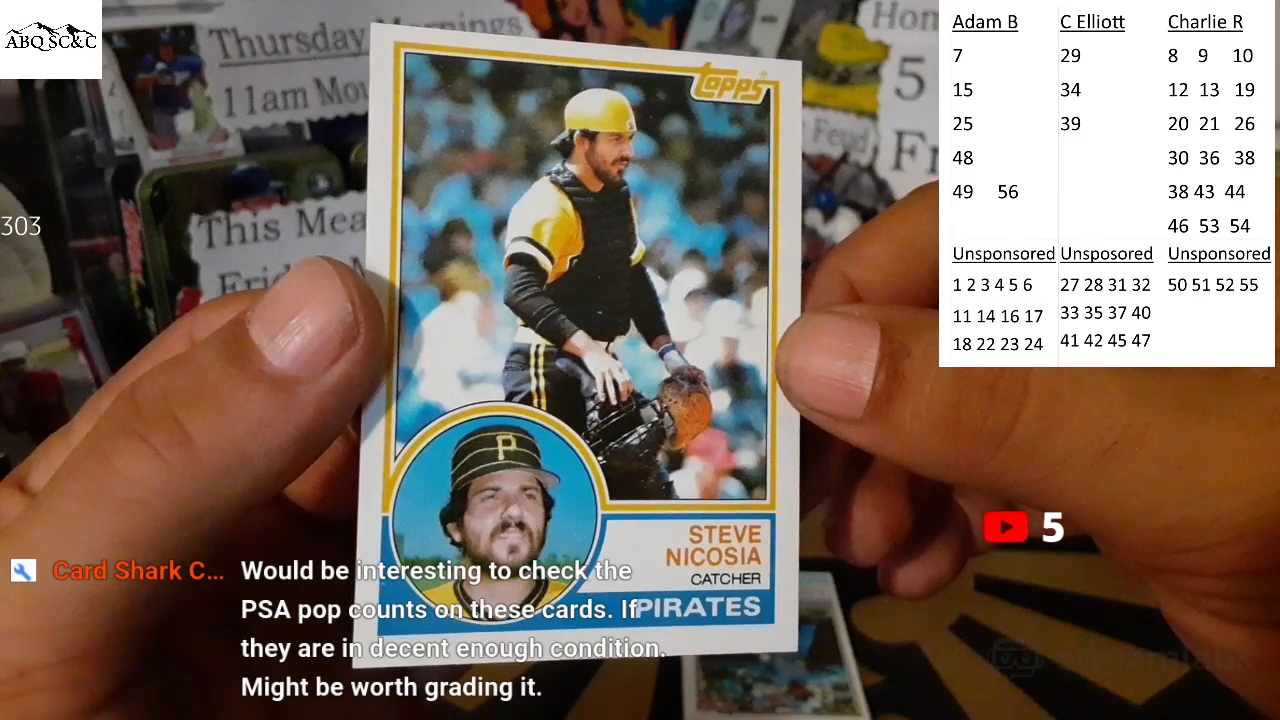 ABQ SC&C
Thursday Mornings
11am Mou
Hom
5
Fr
Feud
This Mea
Fri
303
Topps
P
STEVE
NICOSIA
CATCHER
PIRATES
Adam B
7
15
25
48
49 56
C Elliott
29
34
39
Charlie R
8 9 10
12 13 19
20 21 26
30 36 38
38 43 44
46 53 54
Unsponsored
1 2 3 4 5 6
11 14 16 17
18 22 23 24
Unsposored
27 28 31 32
33 35 37 40
41 42 45 47
Unsponsored
50 51 52 55
5
Card Shark C... Would be interesting to check the
PSA pop counts on these cards. If
they are in decent enough condition.
Might be worth grading it.